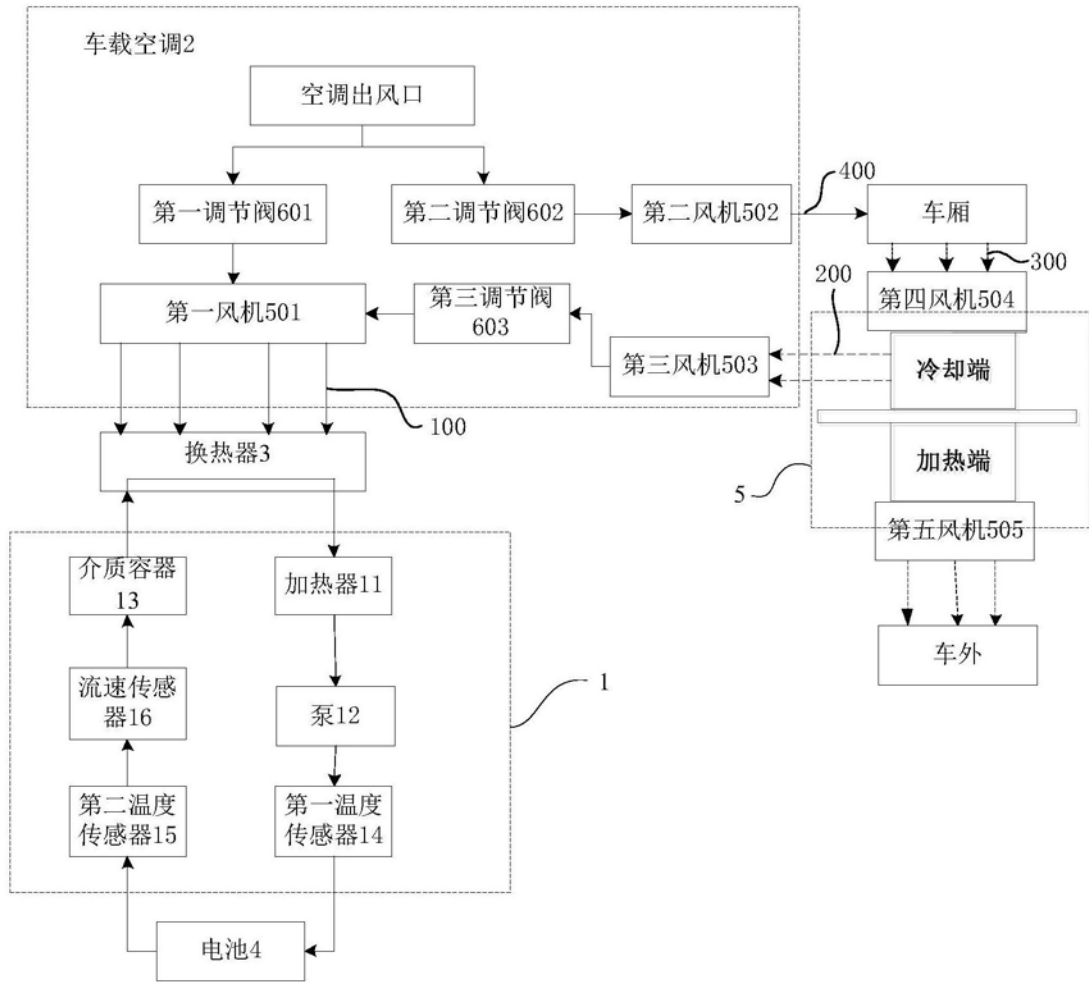 车载空调2
空调出风口
第一调节阀601
第二调节阀602
第二风机502
400
车厢
300
第一风机501
第三调节阀
603
200
第四风机504
第三风机503
冷却端
100
换热器3
加热端
5
第五风机505
介质容器
13
加热器11
车外
流速传感
器16
泵12
1
第二温度
传感器15
第一温度
传感器14
电池4